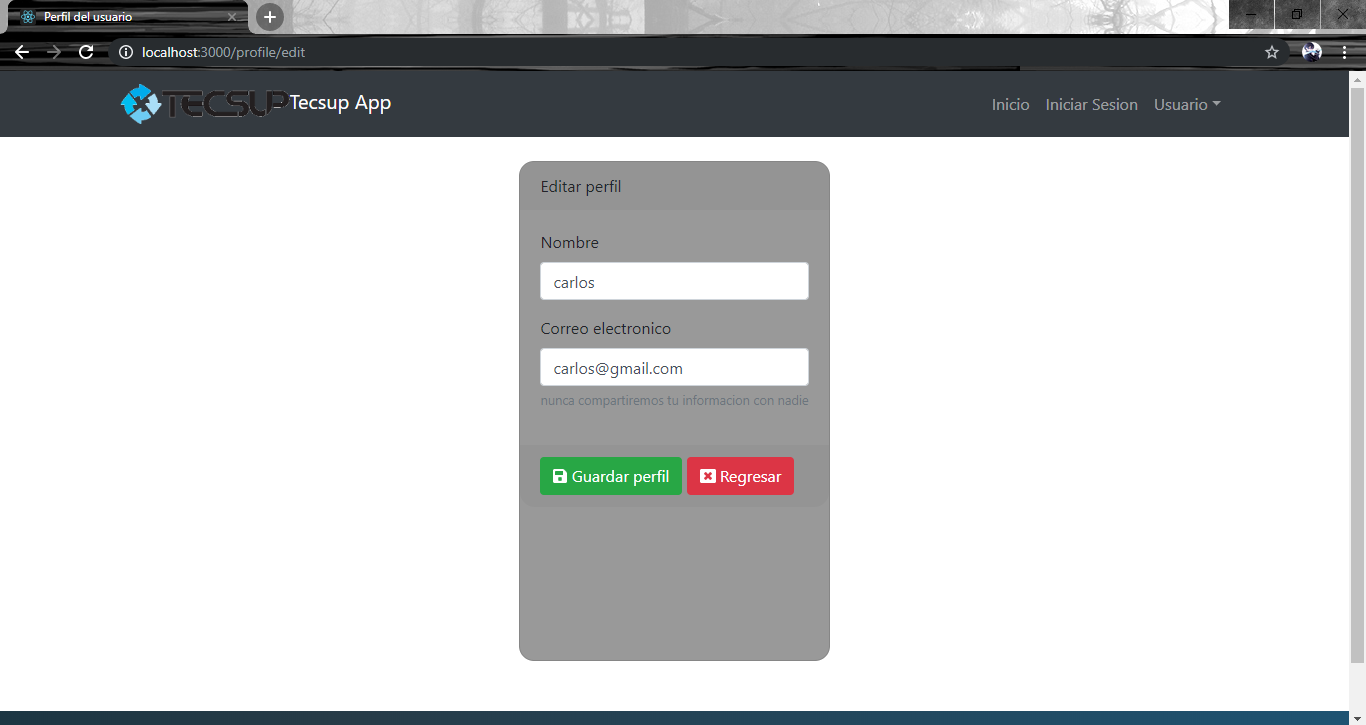 Perfil del usuario
localhost:3000/profile/edit
TECSUP Tecsup App
Inicio Iniciar Sesion Usuario
Editar perfil
Nombre
carlos
Correo electronico
carlos@gmail.com
nunca compartiremos tu informacion con nadie
Guardar perfil Regresar